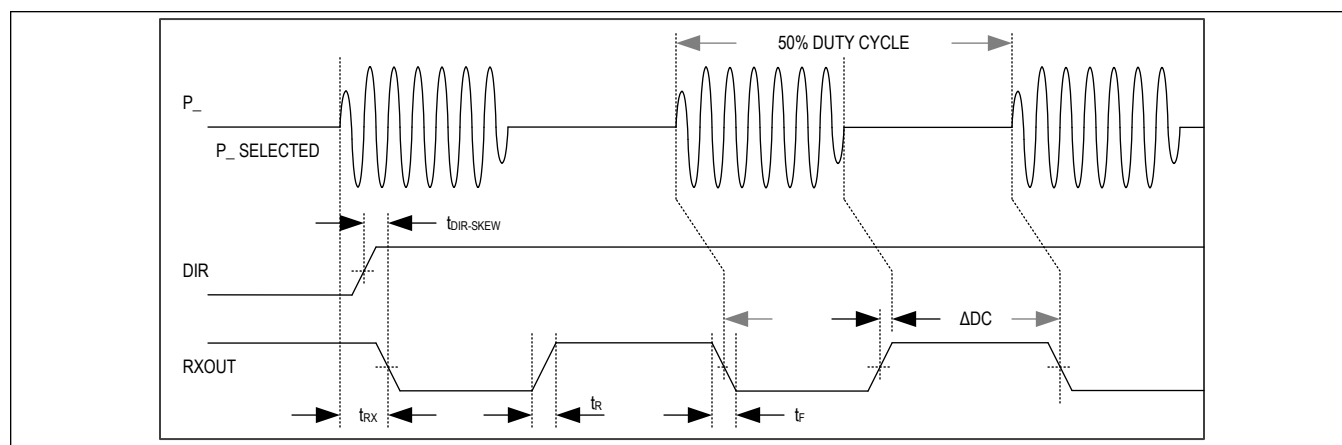 50% DUTY CYCLE
P_
P_ SELECTED
tDIR-SKEW
DIR
ΔDC
RXOUT
tRX
tR
tF